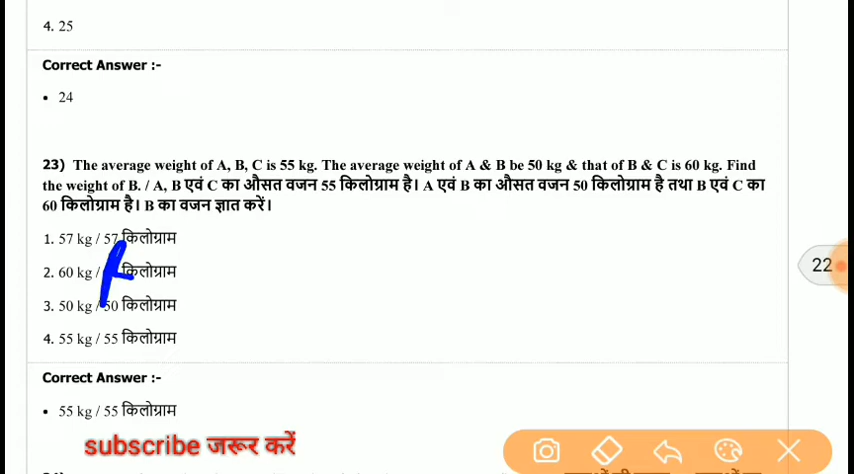 4. 25
Correct Answer :-
• 24
23) The average weight of A, B, C is 55 kg. The average weight of A & B be 50 kg & that of B & C is 60 kg. Find
the weight of B. / A, B एवं C का औसत वजन 55 किलोग्राम है। A एवं B का औसत वजन 50 किलोग्राम है तथा B एवं C का
60 किलोग्राम है। B का वजन ज्ञात करें।
1. 57 kg / 57 किलोग्राम
2. 60 kg / किलोग्राम
3. 50 kg / 50 किलोग्राम
4. 55 kg / 55 किलोग्राम
22
Correct Answer :-
• 55 kg / 55 किलोग्राम
subscribe जरूर करें